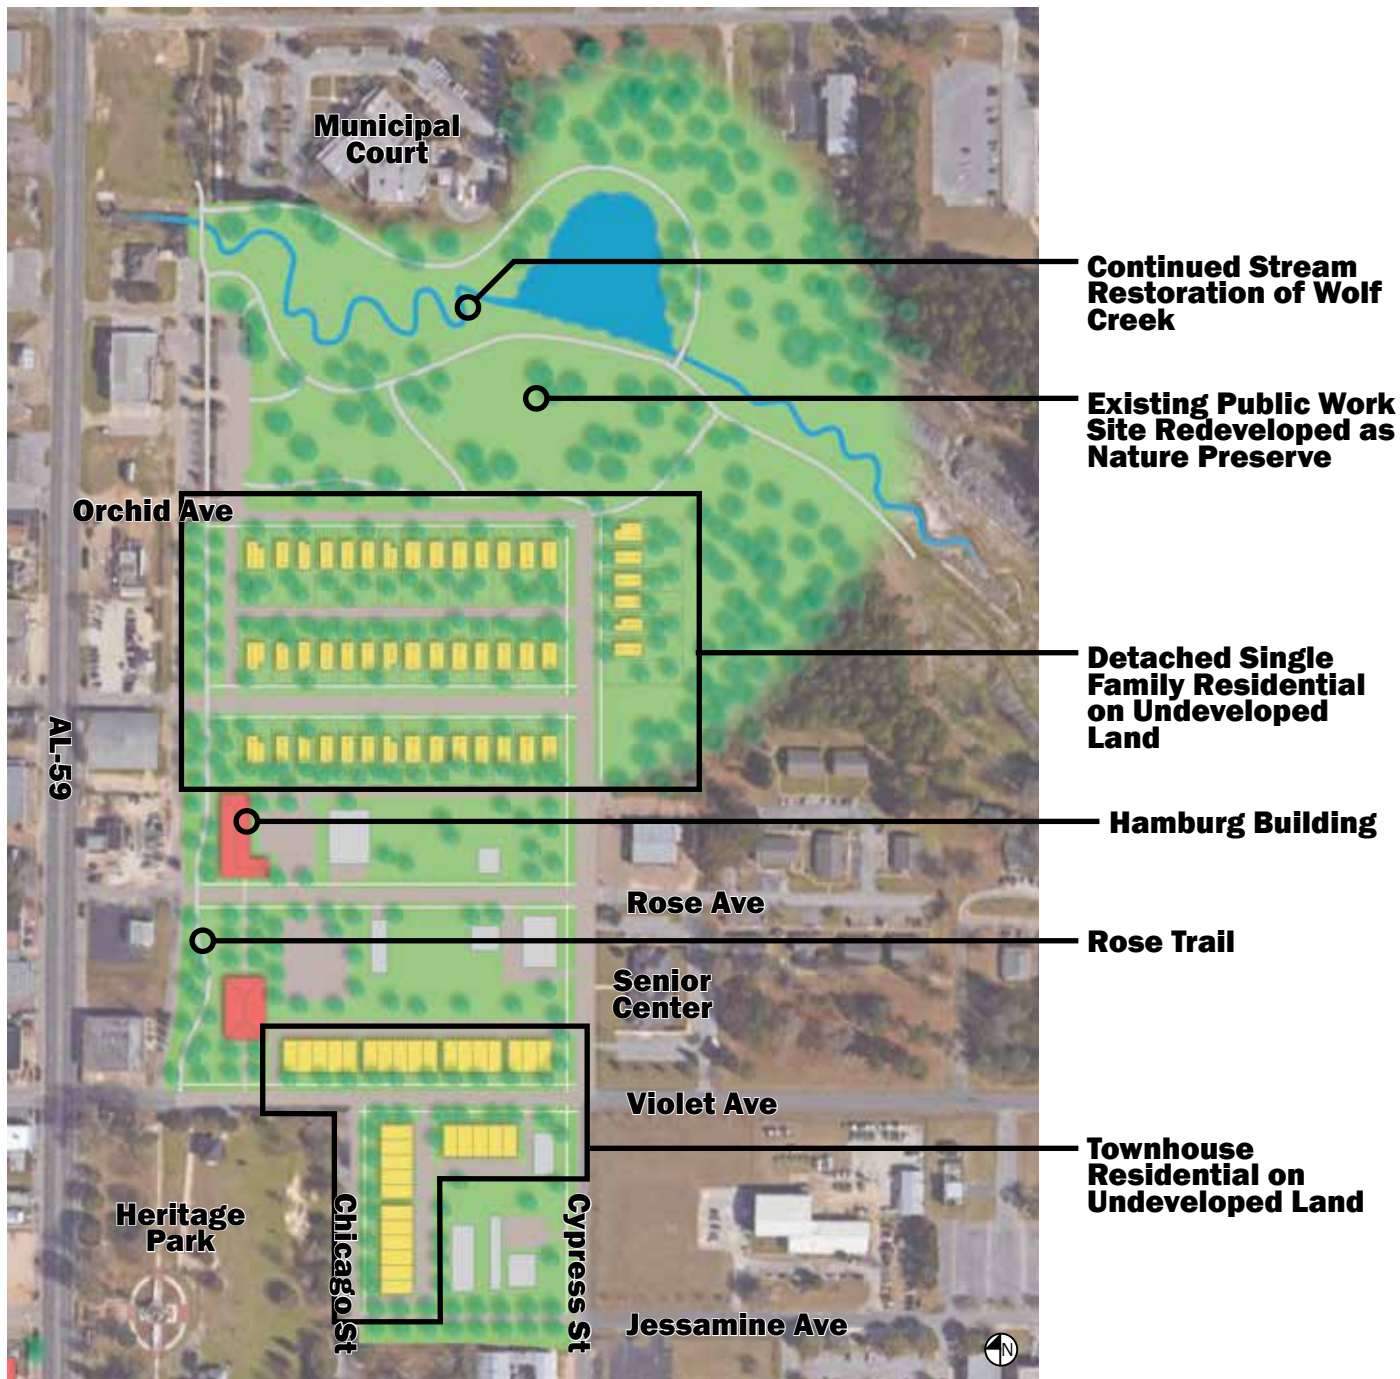 Municipal
Court
Continued Stream
Restoration of Wolf
Creek
Existing Public Work
Site Redeveloped as
Nature Preserve
Orchid Ave
Detached Single
Family Residential
on Undeveloped
Land
AL-59
Hamburg Building
Rose Ave
Rose Trail
Senior
Center
Violet Ave
Townhouse
Residential on
Undeveloped Land
Heritage
Park
Chicago St
Cypress St
Jessamine Ave
N